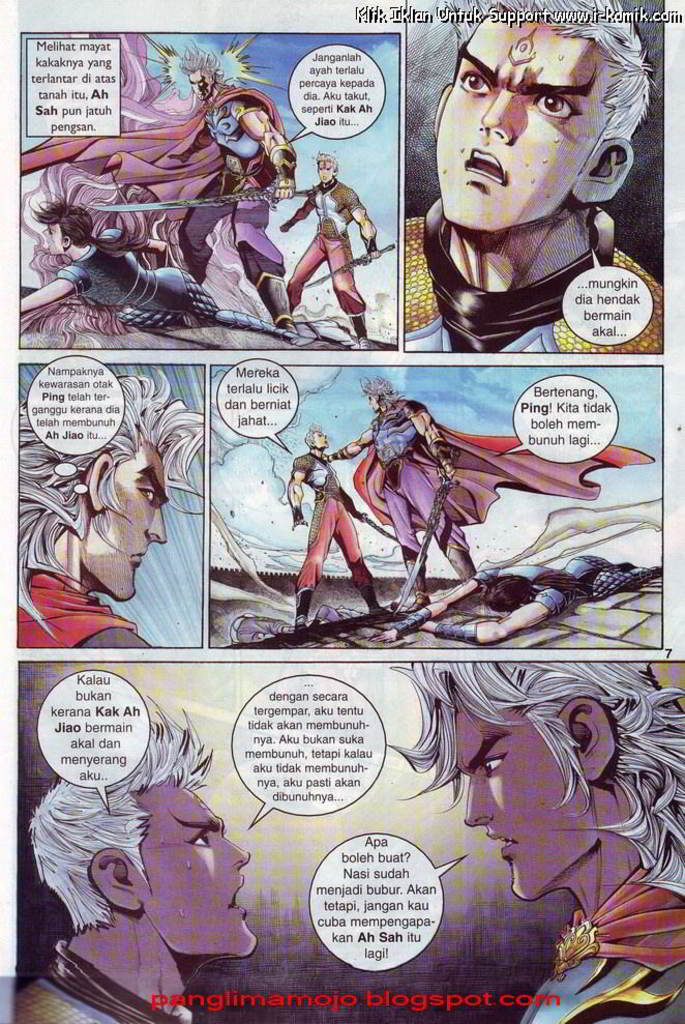 Klik Iklan Untuk Support www.i-komik.com
Melihat mayat
kakaknya yang
terlantar di atas
tanah itu, Ah
Sah pun jatuh
pengsan.
Janganlah
ayah terlalu
percaya kepada
dia. Aku takut,
seperti Kak Ah
Jiao itu...
...mungkin
dia hendak
bermain
akal...
Nampaknya
kewarasan otak
Ping telah ter-
ganggu kerana dia
telah membunuh
Ah Jiao itu...
Mereka
terlalu licik
dan berniat
jahat...
Bertenang,
Ping! Kita tidak
boleh mem-
bunuh lagi...
7
Kalau
bukan
kerana Kak Ah
Jiao bermain
akal dan
menyerang
aku..
...
dengan secara
tergempar, aku tentu
tidak akan membunuh-
nya. Aku bukan suka
membunuh, tetapi kalau
aku tidak membunuh-
nya, aku pasti akan
dibunuhnya...
Apa
boleh buat?
Nasi sudah
menjadi bubur. Akan
tetapi, jangan kau
cuba mempengapa-
kan Ah Sah itu
lagi!
panglimamojo.blogspot.com